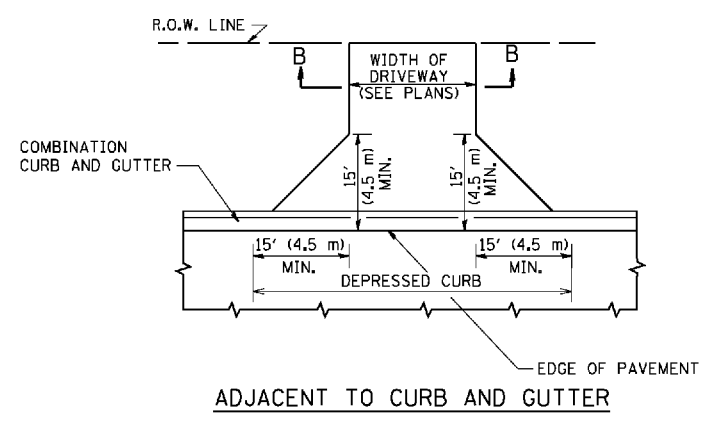 R.O.W. LINE
B
B
WIDTH OF
DRIVEWAY
(SEE PLANS)
COMBINATION
CURB AND GUTTER
15'
(4.5 m)
MIN.
15'
(4.5 m)
MIN.
15' (4.5 m)
MIN.
15' (4.5 m)
MIN.
DEPRESSED CURB
EDGE OF PAVEMENT
ADJACENT TO CURB AND GUTTER